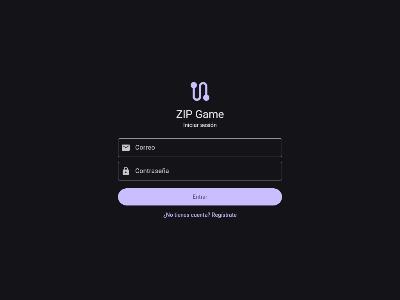 ZIP Game
Iniciar sesión
Correo
Contraseña
Entrar
¿No tienes cuenta? Regístrate